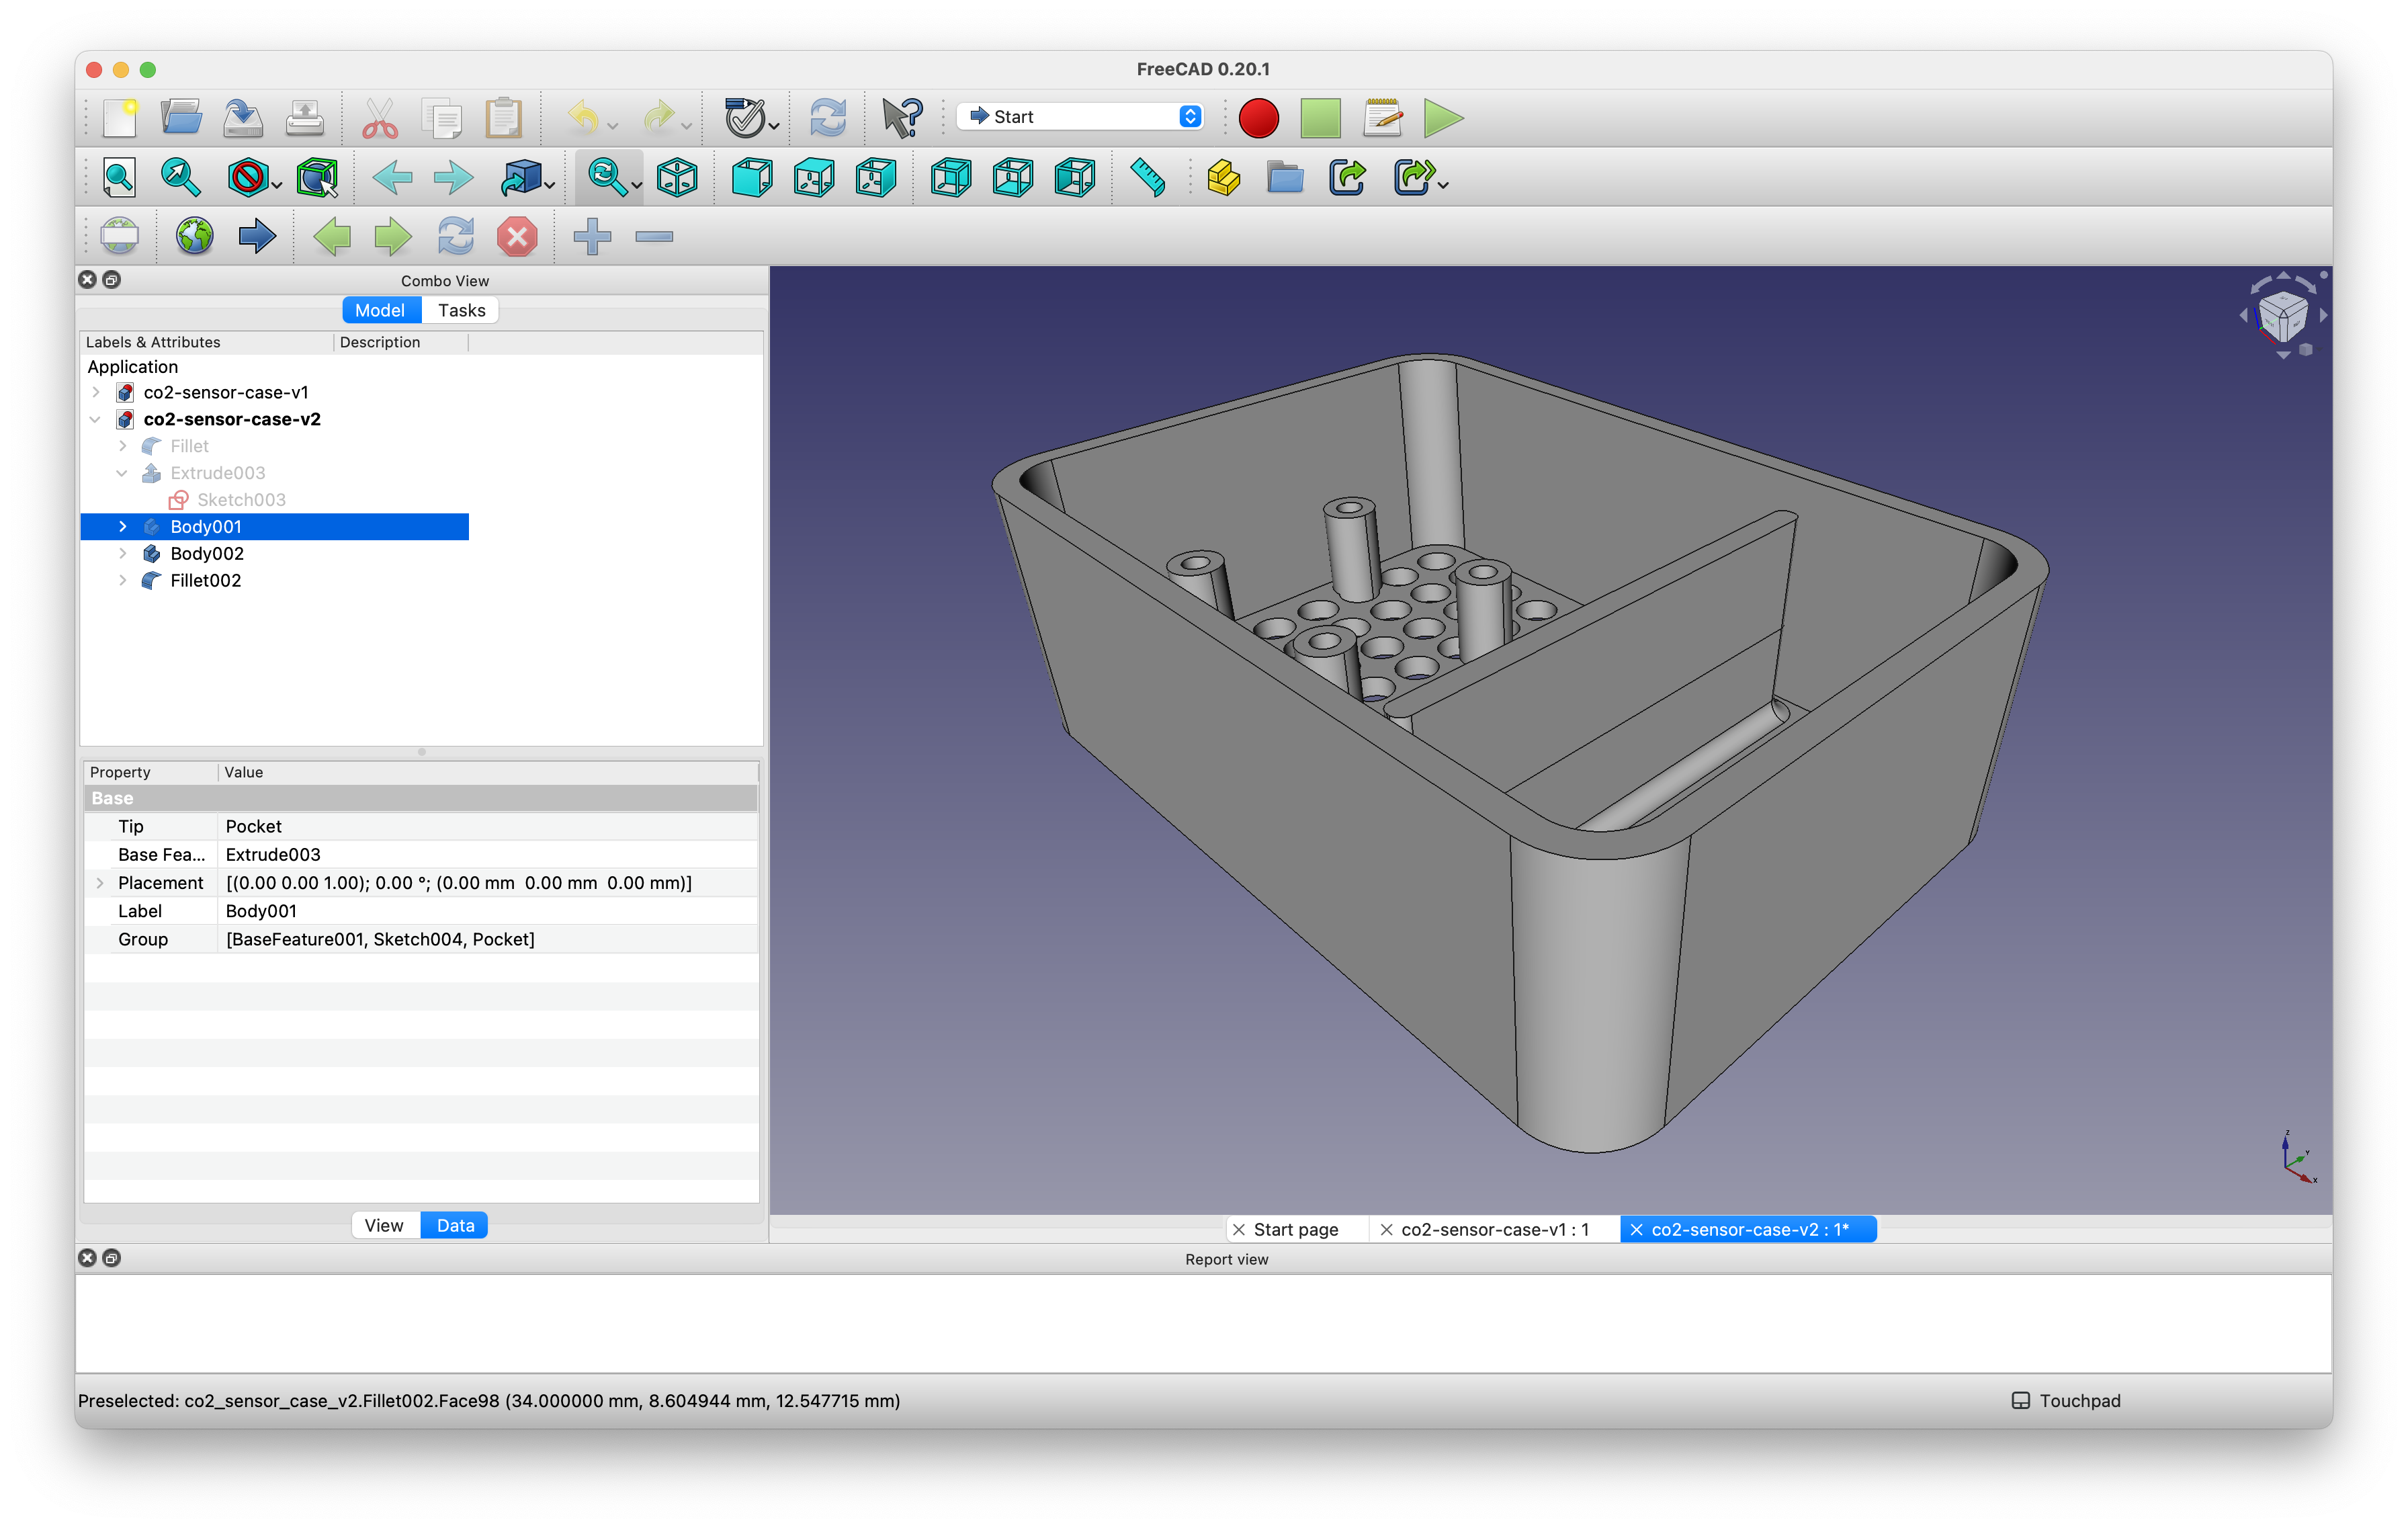 FreeCAD 0.20.1
Start
Combo View
Model Tasks
Labels & Attributes Description
Application
co2-sensor-case-v1
co2-sensor-case-v2
Fillet
Extrude003
Sketch003
Body001
Body002
Fillet002
Property Value
Base
Tip Pocket
Base Fea... Extrude003
Placement [(0.00 0.00 1.00); 0.00 °; (0.00 mm 0.00 mm 0.00 mm)]
Label Body001
Group [BaseFeature001, Sketch004, Pocket]
View Data
Z
Y
X
Start page co2-sensor-case-v1 : 1 co2-sensor-case-v2 : 1*
Report view
Preselected: co2_sensor_case_v2.Fillet002.Face98 (34.000000 mm, 8.604944 mm, 12.547715 mm)
Touchpad